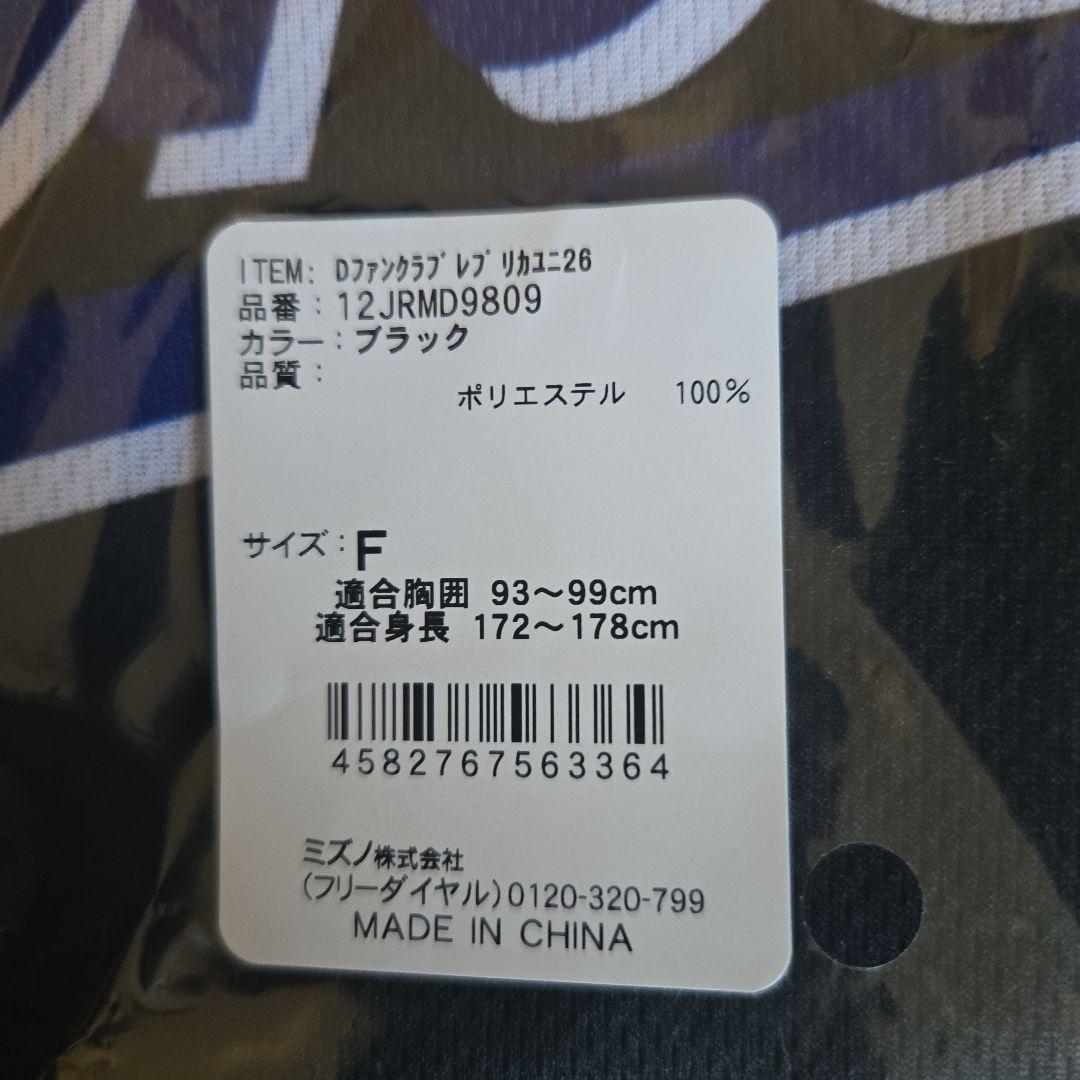 ITEM: Dファンクラブ レプリカユニ26
品番：12JRMD9809
カラー：ブラック
品質：
ポリエステル 100％
サイズ：F
適合胸囲 93～99cm
適合身長 172～178cm
4582767563364
ミズノ株式会社
(フリーダイヤル)0120-320-799
MADE IN CHINA